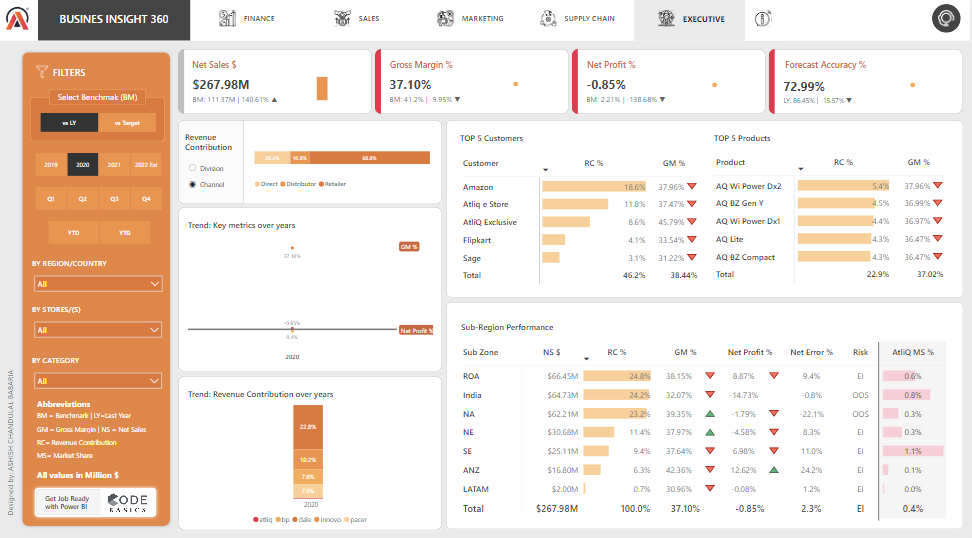 BUSINES INSIGHT 360
FINANCE
SALES
MARKETING
SUPPLY CHAIN
EXECUTIVE
FILTERS
Select Benchmak (BM)
vs LY
vs Target
2019
2020
2021
2022 Est
Q1
Q2
Q3
Q4
YTD
YTG
BY REGION/COUNTRY
All
BY STORES/(S)
All
BY CATEGORY
All
Abbreviations
BM = Benchmark | LY=Last Year
GM = Gross Margin | NS = Net Sales
RC= Revenue Contribution
MS= Market Share
All values in Million $
Get Job Ready
with Power BI
CODE
BASICS
Designed by: ASHISH CHANDULAL BABARIA
Net Sales $
$267.98M
BM: 111.37M | 140.61% ▲
Gross Margin %
37.10%
BM: 41.2% | -9.95% ▼
Net Profit %
-0.85%
BM: 2.21% | -138.68% ▼
Forecast Accuracy %
72.99%
LY: 86.45% | -15.57% ▼
Revenue
Contribution
Division
Channel
10.8%
68.8%
Direct Distributor Retailer
Trend: Key metrics over years
GM %
37.10%
-0.85%
Net Profit %
2020
Trend: Revenue Contribution over years
22.8%
10.2%
7.6%
7.0%
2020
atliq bp dale innovo pacer
TOP 5 Customers
Customer RC % GM %
Amazon 18.6% 37.96%
Atliq e Store 11.8% 37.47%
AtliQ Exclusive 8.6% 45.79%
Flipkart 4.1% 33.54%
Sage 3.1% 31.22%
Total 46.2% 38.44%
TOP 5 Products
Product RC % GM %
AQ Wi Power Dx2 5.4% 37.96%
AQ BZ Gen Y 4.5% 36.99%
AQ Wi Power Dx1 4.4% 36.97%
AQ Lite 4.3% 36.47%
AQ BZ Compact 4.3% 36.47%
Total 22.9% 37.02%
Sub-Region Performance
Sub Zone NS $ RC % GM % Net Profit % Net Error % Risk AtliQ MS %
ROA $66.45M 24.8% 38.15% 8.87% 9.4% EI 0.6%
India $64.73M 24.2% 32.07% -14.73% -0.8% OOS 0.8%
NA $62.21M 23.2% 39.35% -1.79% -22.1% OOS 0.3%
NE $30.68M 11.4% 37.97% -4.58% 8.3% EI 0.3%
SE $25.11M 9.4% 37.64% 6.98% 11.0% EI 1.1%
ANZ $16.80M 6.3% 42.36% 12.62% 24.2% EI 0.1%
LATAM $2.00M 0.7% 30.96% -0.08% 1.2% EI 0.0%
Total $267.98M 100.0% 37.10% -0.85% 2.3% EI 0.4%